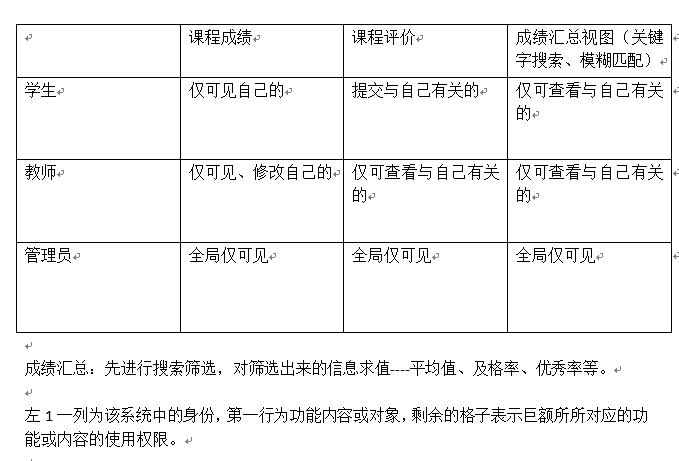 课程成绩 课程评价 成绩汇总视图（关键
字搜索、模糊匹配）
学生 仅可见自己的 提交与自己有关的 仅可查看与自己有关
的
教师 仅可见、修改自己的 仅可查看与自己有关 仅可查看与自己有关
的 的
管理员 全局仅可见 全局仅可见 全局仅可见
成绩汇总：先进行搜索筛选，对筛选出来的信息求值----平均值、及格率、优秀率等。
左 1 一列为该系统中的身份，第一行为功能内容或对象，剩余的格子表示巨额所所对应的功
能或内容的使用权限。